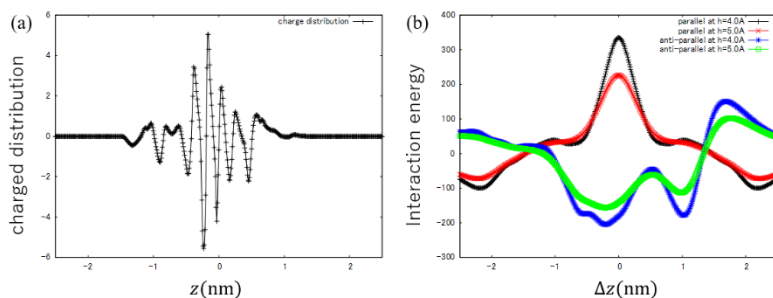 (a)
charge distribution
charged distribution
6
4
2
0
-2
-4
-6
-2
-1
0
1
2
z(nm)
(b)
parallel at h=4.0A
parallel at h=5.0A
anti-parallel at h=4.0A
anti-parallel at h=5.0A
Interaction energy
400
300
200
100
0
-100
-200
-300
-2
-1
0
1
2
Δz(nm)